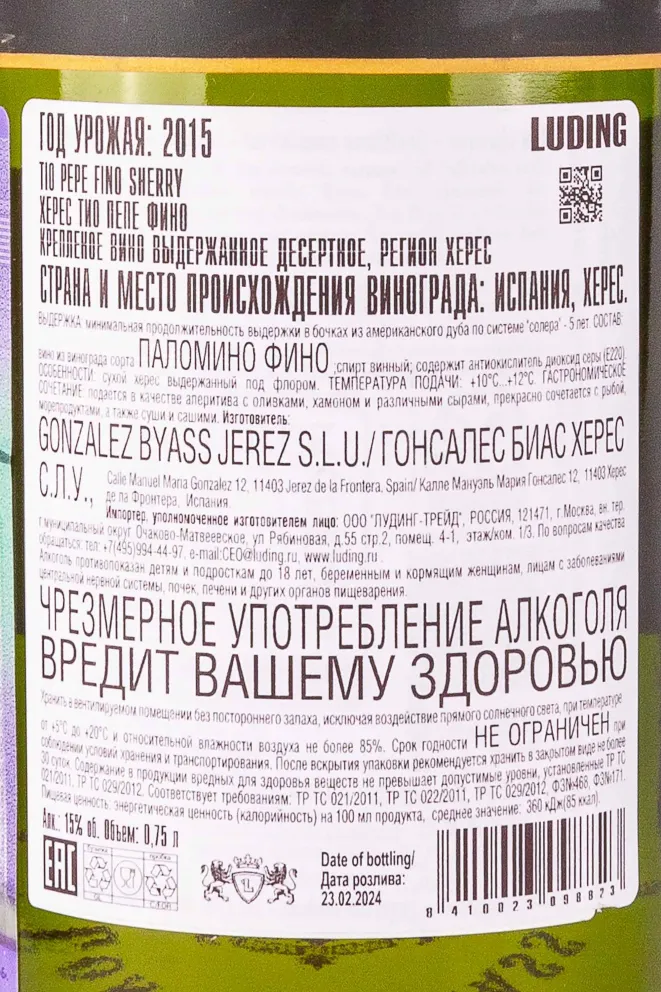 ГОД УРОЖАЯ: 2015
LUDING
TIO PEPE FINO SHERRY
ХЕРЕС ТИО ПЕПЕ ФИНО
КРЕПЛЕНОЕ ВИНО ВЫДЕРЖАННОЕ ДЕСЕРТНОЕ, РЕГИОН ХЕРЕС
СТРАНА И МЕСТО ПРОИСХОЖДЕНИЯ ВИНОГРАДА: ИСПАНИЯ, ХЕРЕС.
ВЫДЕРЖКА: минимальная продолжительность выдержки в бочках из американского дуба по системе "солера" - 5 лет. СОСТАВ:
вино из винограда сорта ПАЛОМИНО ФИНО ;спирт винный; содержит антиокислитель диоксид серы (E220).
ОСОБЕННОСТИ: сухой херес выдержанный под флором. ТЕМПЕРАТУРА ПОДАЧИ: +10°C...+12°C. ГАСТРОНОМИЧЕСКОЕ
СОЧЕТАНИЕ: подается в качестве аперитива с оливками, хамоном и различными сырами, прекрасно сочетается с рыбой,
морепродуктами, а также суши и сашими. Изготовитель:
GONZALEZ BYASS JEREZ S.L.U./ ГОНСАЛЕС БИАС ХЕРЕС
С.Л.У., Calle Manuel Maria Gonzalez 12, 11403 Jerez de la Frontera. Spain/ Калле Мануэль Мария Гонсалес 12, 11403 Херес
де ла Фронтера, Испания.
Импортер, уполномоченное изготовителем лицо: ООО "ЛУДИНГ-ТРЕЙД", РОССИЯ, 121471, г.Москва, вн. тер.
г. муниципальный округ Очаково-Матвеевское, ул Рябиновая, д.55 стр.2, помещ. 4-1, этаж/ком. 1/3. По вопросам качества
обращаться: тел: +7(495)994-44-97. e-mail:CEO@luding.ru, www.luding.ru .
Алкоголь противопоказан детям и подросткам до 18 лет, беременным и кормящим женщинам, лицам с заболеваниями
центральной нервной системы, почек, печени и других органов пищеварения.
ЧРЕЗМЕРНОЕ УПОТРЕБЛЕНИЕ АЛКОГОЛЯ
ВРЕДИТ ВАШЕМУ ЗДОРОВЬЮ
Хранить в вентилируемом помещении без постороннего запаха, исключая воздействие прямого солнечного света, при температуре
от +5°C до +20°C и относительной влажности воздуха не более 85%. Срок годности НЕ ОГРАНИЧЕН при
соблюдении условий хранения и транспортирования. После вскрытия упаковки рекомендуется хранить в закрытом виде не более
30 суток. Содержание в продукции вредных для здоровья веществ не превышает допустимые уровни, установленные ТР ТС
021/2011, ТР ТС 029/2012. Соответствует требованиям: ТР ТС 021/2011, ТР ТС 022/2011, ТР ТС 029/2012, ФЗ№468, ФЗ№171.
Пищевая ценность: энергетическая ценность (калорийность) на 100 мл продукта, среднее значение: 360 кДж(85 ккал).
Алк.: 15% об. Объем: 0,75 л
EAC
Date of bottling/
Дата розлива:
23.02.2024
8 410023 098823